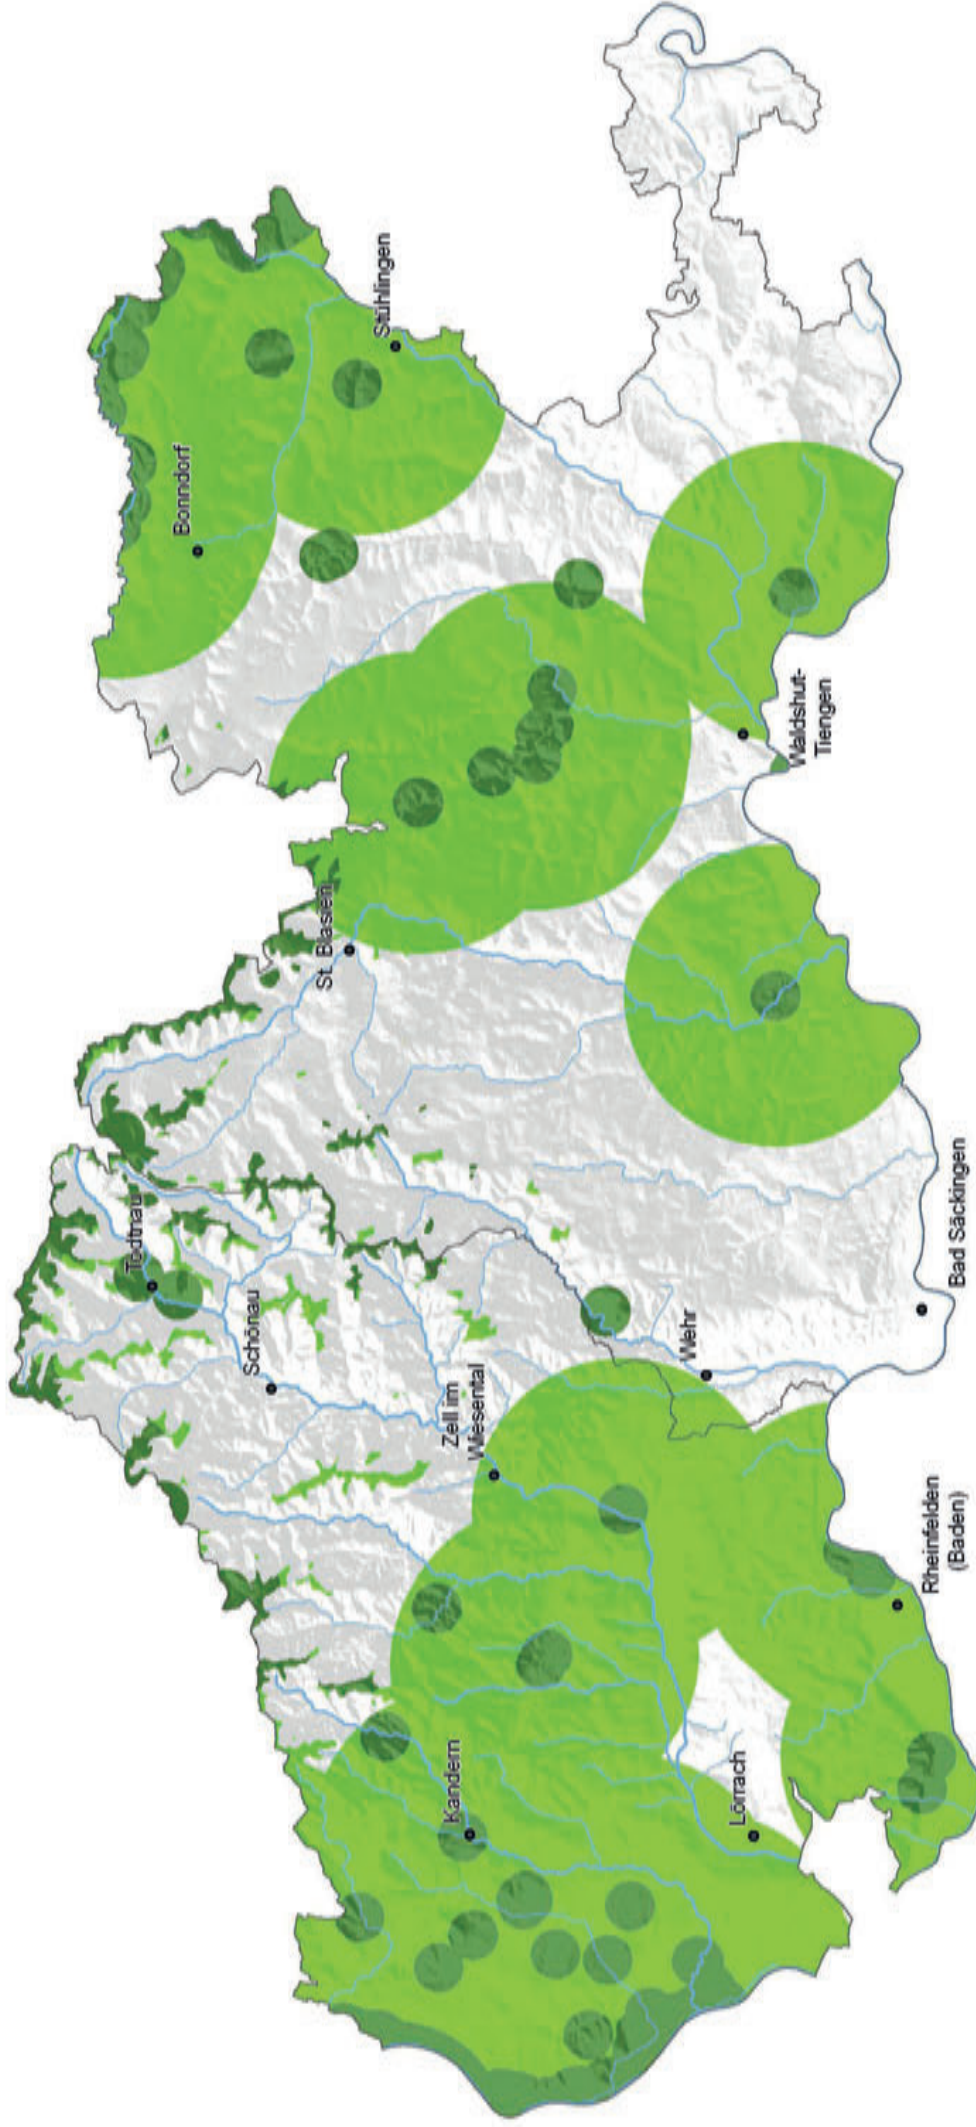 Todtnau
Schönau
Zell im
Wiesental
Kandern
Lörrach
Rheinfelden
(Baden)
Wehr
Bad Säckingen
St. Blasien
Bonndorf
Stühlingen
Waldshut-
Tiengen